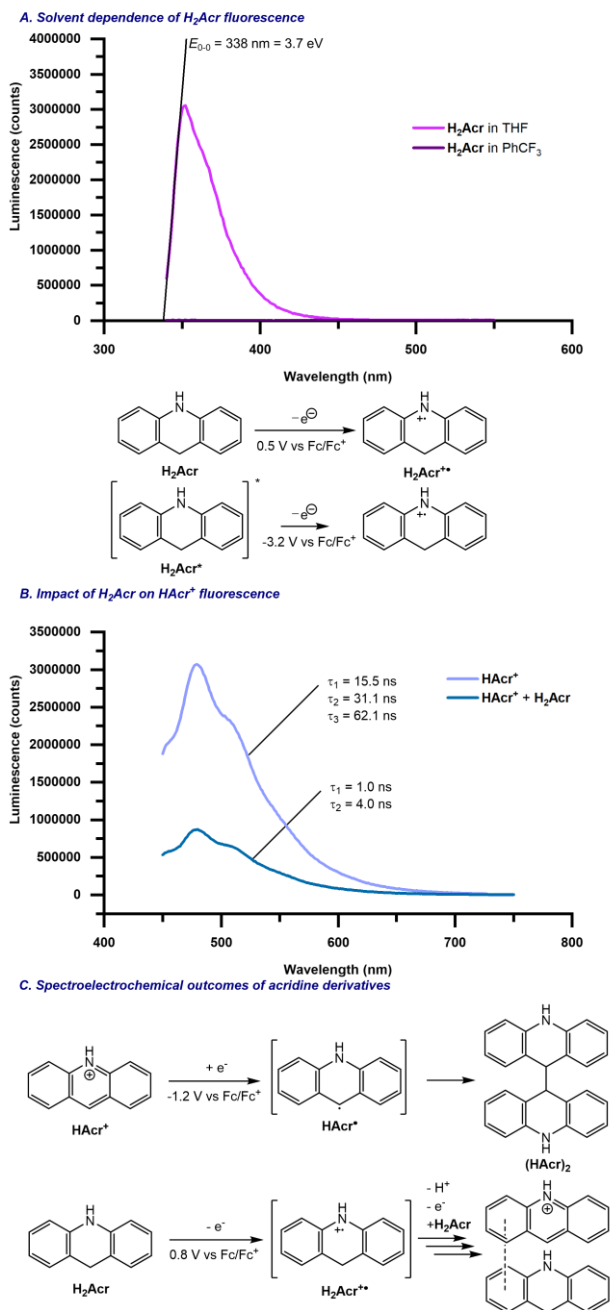 A. Solvent dependence of H₂Acr fluorescence
E₀₋₀ = 338 nm = 3.7 eV
4000000
3500000
3000000
2500000
2000000
1500000
1000000
500000
0
Luminescence (counts)
H₂Acr in THF
H₂Acr in PhCF₃
300
400
500
600
Wavelength (nm)
H
N
H₂Acr
– e⊖
0.5 V vs Fc/Fc⁺
H
N
+•
H₂Acr⁺•
H
N
*
H₂Acr*
– e⊖
-3.2 V vs Fc/Fc⁺
H
N
+•
B. Impact of H₂Acr on HAcr⁺ fluorescence
3500000
3000000
2500000
2000000
1500000
1000000
500000
0
Luminescence (counts)
τ₁ = 15.5 ns
τ₂ = 31.1 ns
τ₃ = 62.1 ns
τ₁ = 1.0 ns
τ₂ = 4.0 ns
HAcr⁺
HAcr⁺ + H₂Acr
400
500
600
700
800
Wavelength (nm)
C. Spectroelectrochemical outcomes of acridine derivatives
H
N
⊕
HAcr⁺
+ e⁻
-1.2 V vs Fc/Fc⁺
H
N
•
HAcr•
H
N
N
H
(HAcr)₂
H
N
H₂Acr
- e⁻
0.8 V vs Fc/Fc⁺
H
N
+•
H₂Acr⁺•
- H⁺
- e⁻
+H₂Acr
H
N
⊕
H
N